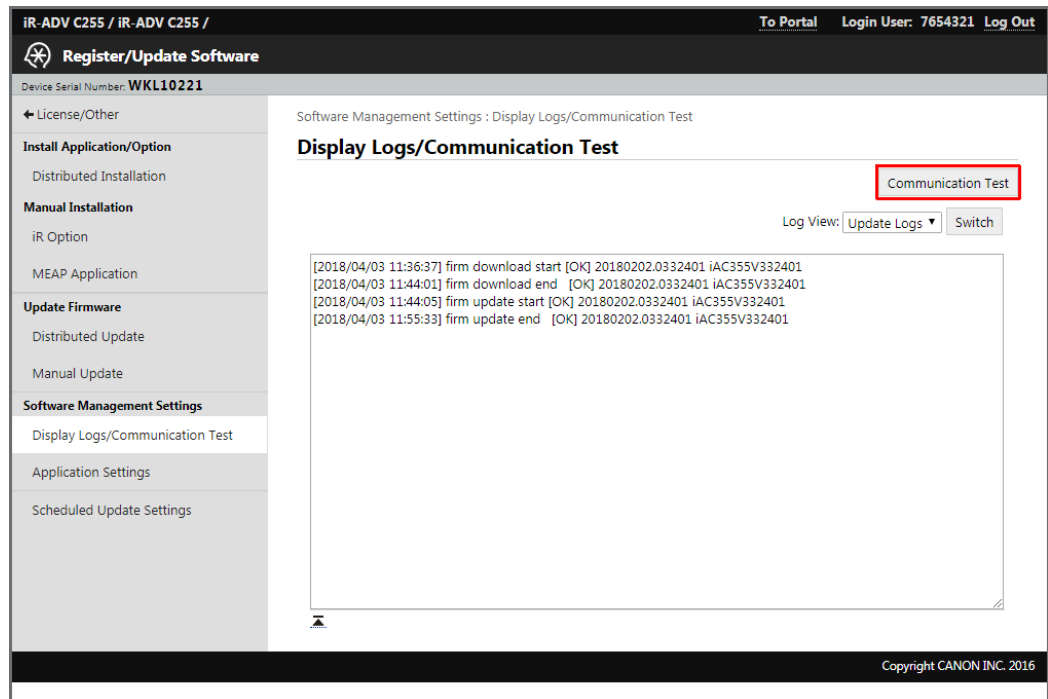 iR-ADV C255 / iR-ADV C255 /
To Portal Login User: 7654321 Log Out
Register/Update Software
Device Serial Number: WKL10221
License/Other
Install Application/Option
Distributed Installation
Manual Installation
iR Option
MEAP Application
Update Firmware
Distributed Update
Manual Update
Software Management Settings
Display Logs/Communication Test
Application Settings
Scheduled Update Settings
Software Management Settings : Display Logs/Communication Test
Display Logs/Communication Test
Communication Test
Log View: Update Logs Switch
[2018/04/03 11:36:37] firm download start [OK] 20180202.0332401 iAC355V332401
[2018/04/03 11:44:01] firm download end [OK] 20180202.0332401 iAC355V332401
[2018/04/03 11:44:05] firm update start [OK] 20180202.0332401 iAC355V332401
[2018/04/03 11:55:33] firm update end [OK] 20180202.0332401 iAC355V332401
Copyright CANON INC. 2016